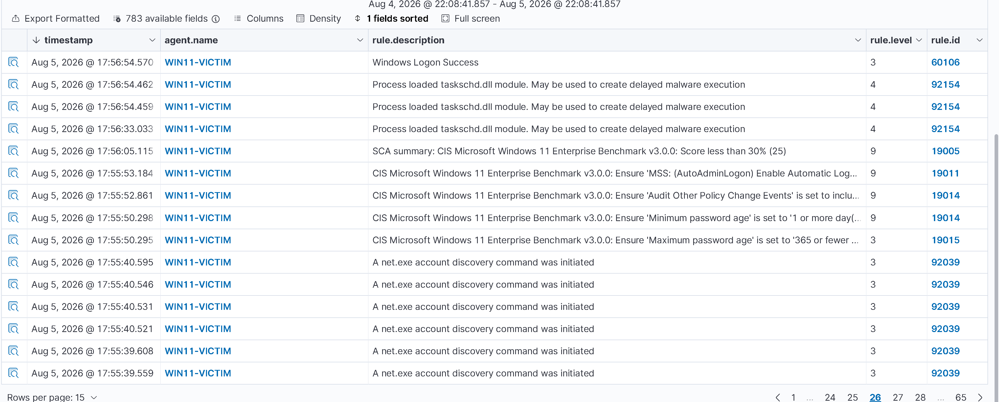 Aug 4, 2026 @ 22:08:41.857 - Aug 5, 2026 @ 22:08:41.857
Export Formatted 783 available fields Columns Density 1 fields sorted Full screen
timestamp agent.name rule.description rule.level rule.id
Aug 5, 2026 @ 17:56:54.570 WIN11-VICTIM Windows Logon Success 3 60106
Aug 5, 2026 @ 17:56:54.462 WIN11-VICTIM Process loaded taskschd.dll module. May be used to create delayed malware execution 4 92154
Aug 5, 2026 @ 17:56:54.459 WIN11-VICTIM Process loaded taskschd.dll module. May be used to create delayed malware execution 4 92154
Aug 5, 2026 @ 17:56:33.033 WIN11-VICTIM Process loaded taskschd.dll module. May be used to create delayed malware execution 4 92154
Aug 5, 2026 @ 17:56:05.115 WIN11-VICTIM SCA summary: CIS Microsoft Windows 11 Enterprise Benchmark v3.0.0: Score less than 30% (25) 9 19005
Aug 5, 2026 @ 17:55:53.184 WIN11-VICTIM CIS Microsoft Windows 11 Enterprise Benchmark v3.0.0: Ensure 'MSS: (AutoAdminLogon) Enable Automatic Log... 9 19011
Aug 5, 2026 @ 17:55:52.861 WIN11-VICTIM CIS Microsoft Windows 11 Enterprise Benchmark v3.0.0: Ensure 'Audit Other Policy Change Events' is set to inclu... 9 19014
Aug 5, 2026 @ 17:55:50.298 WIN11-VICTIM CIS Microsoft Windows 11 Enterprise Benchmark v3.0.0: Ensure 'Minimum password age' is set to '1 or more day(... 9 19014
Aug 5, 2026 @ 17:55:50.295 WIN11-VICTIM CIS Microsoft Windows 11 Enterprise Benchmark v3.0.0: Ensure 'Maximum password age' is set to '365 or fewer ... 3 19015
Aug 5, 2026 @ 17:55:40.595 WIN11-VICTIM A net.exe account discovery command was initiated 3 92039
Aug 5, 2026 @ 17:55:40.546 WIN11-VICTIM A net.exe account discovery command was initiated 3 92039
Aug 5, 2026 @ 17:55:40.531 WIN11-VICTIM A net.exe account discovery command was initiated 3 92039
Aug 5, 2026 @ 17:55:40.521 WIN11-VICTIM A net.exe account discovery command was initiated 3 92039
Aug 5, 2026 @ 17:55:39.608 WIN11-VICTIM A net.exe account discovery command was initiated 3 92039
Aug 5, 2026 @ 17:55:39.559 WIN11-VICTIM A net.exe account discovery command was initiated 3 92039
Rows per page: 15 1 ... 24 25 26 27 28 ... 65